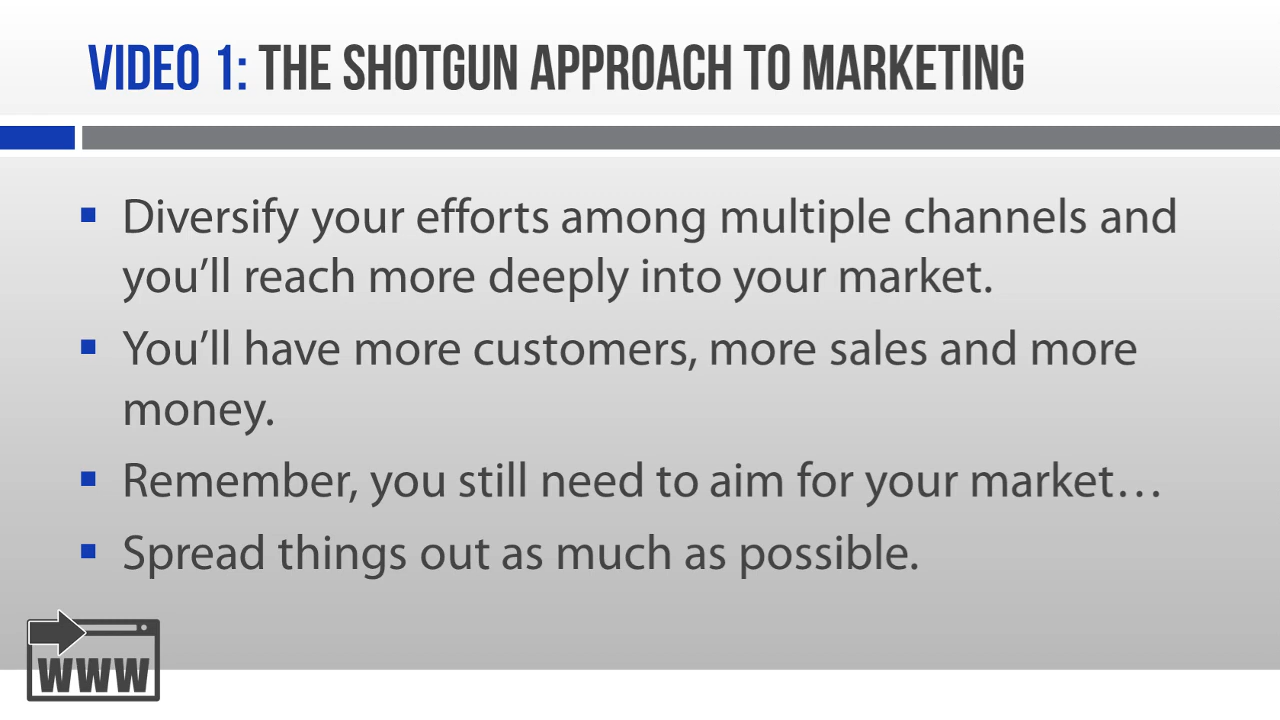 VIDEO 1: THE SHOTGUN APPROACH TO MARKETING
▪ Diversify your efforts among multiple channels and
you’ll reach more deeply into your market.
▪ You’ll have more customers, more sales and more
money.
▪ Remember, you still need to aim for your market…
▪ Spread things out as much as possible.
WWW